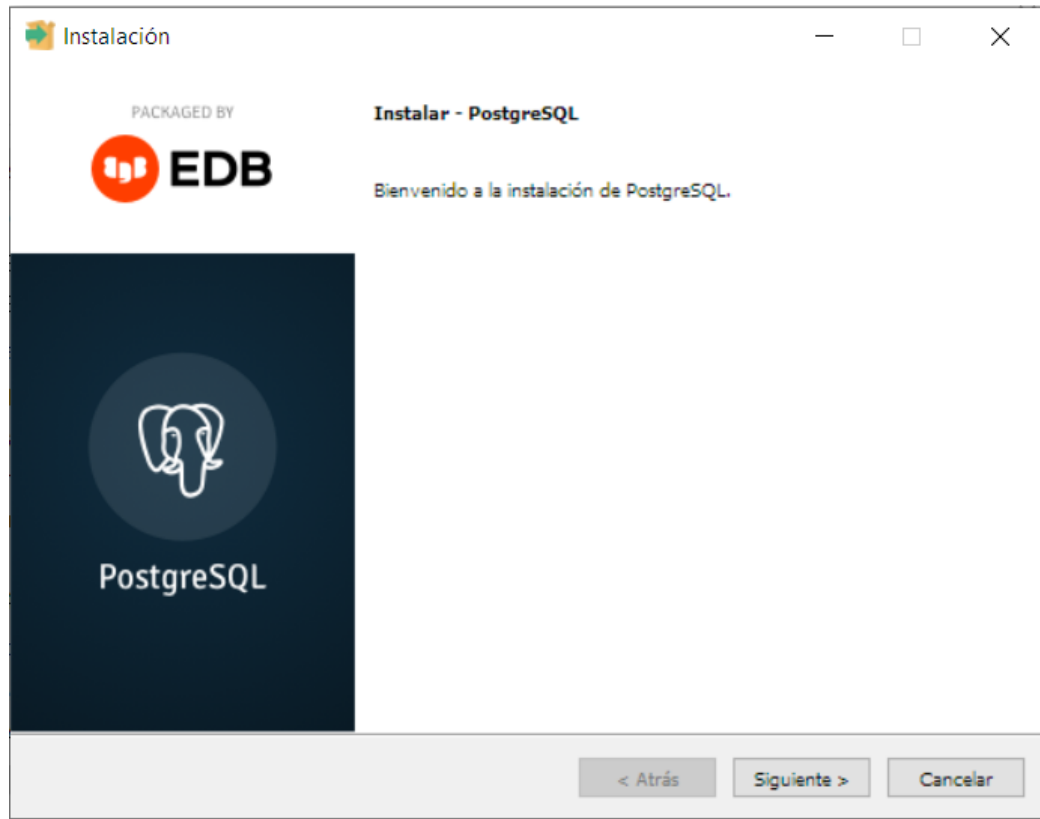 Instalación
PACKAGED BY
EDB
Instalar - PostgreSQL
Bienvenido a la instalación de PostgreSQL.
PostgreSQL
< Atrás
Siguiente >
Cancelar